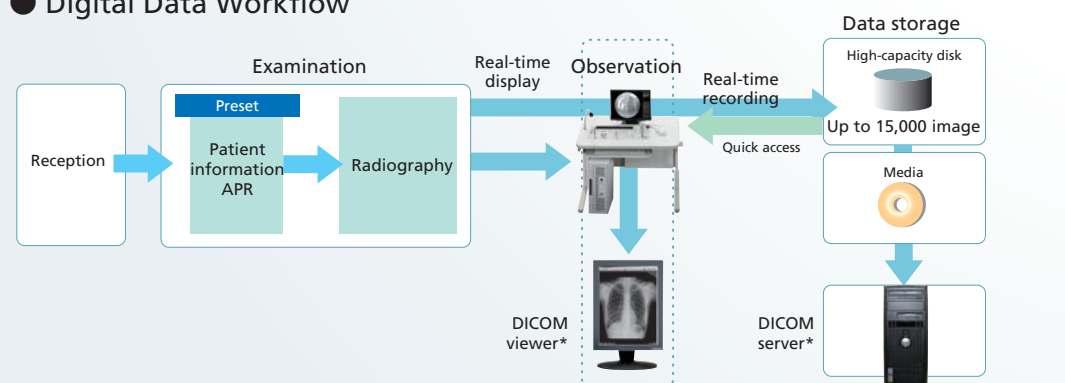 ● Digital Data Workflow
Data storage
Examination
Real-time
display
Observation
Real-time
recording
High-capacity disk
Up to 15,000 image
Quick access
Preset
Reception
Patient
information
APR
Radiography
Media
DICOM
viewer*
DICOM
server*